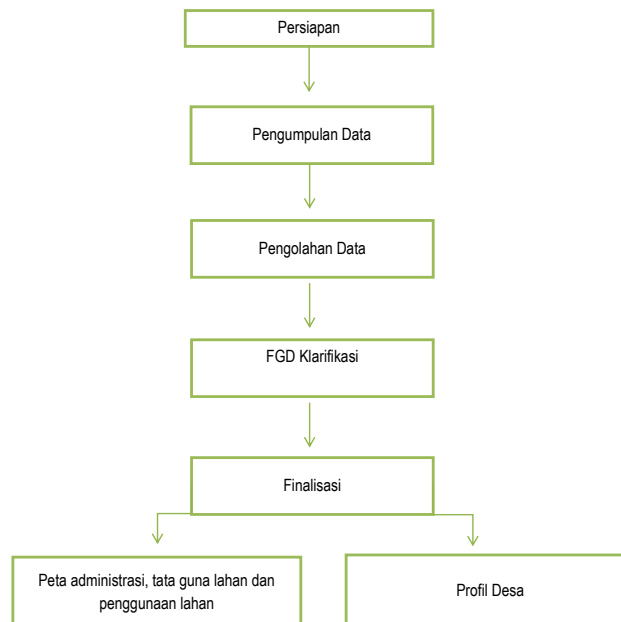 Persiapan
Pengumpulan Data
Pengolahan Data
FGD Klarifikasi
Finalisasi
Peta administrasi, tata guna lahan dan
penggunaan lahan
Profil Desa